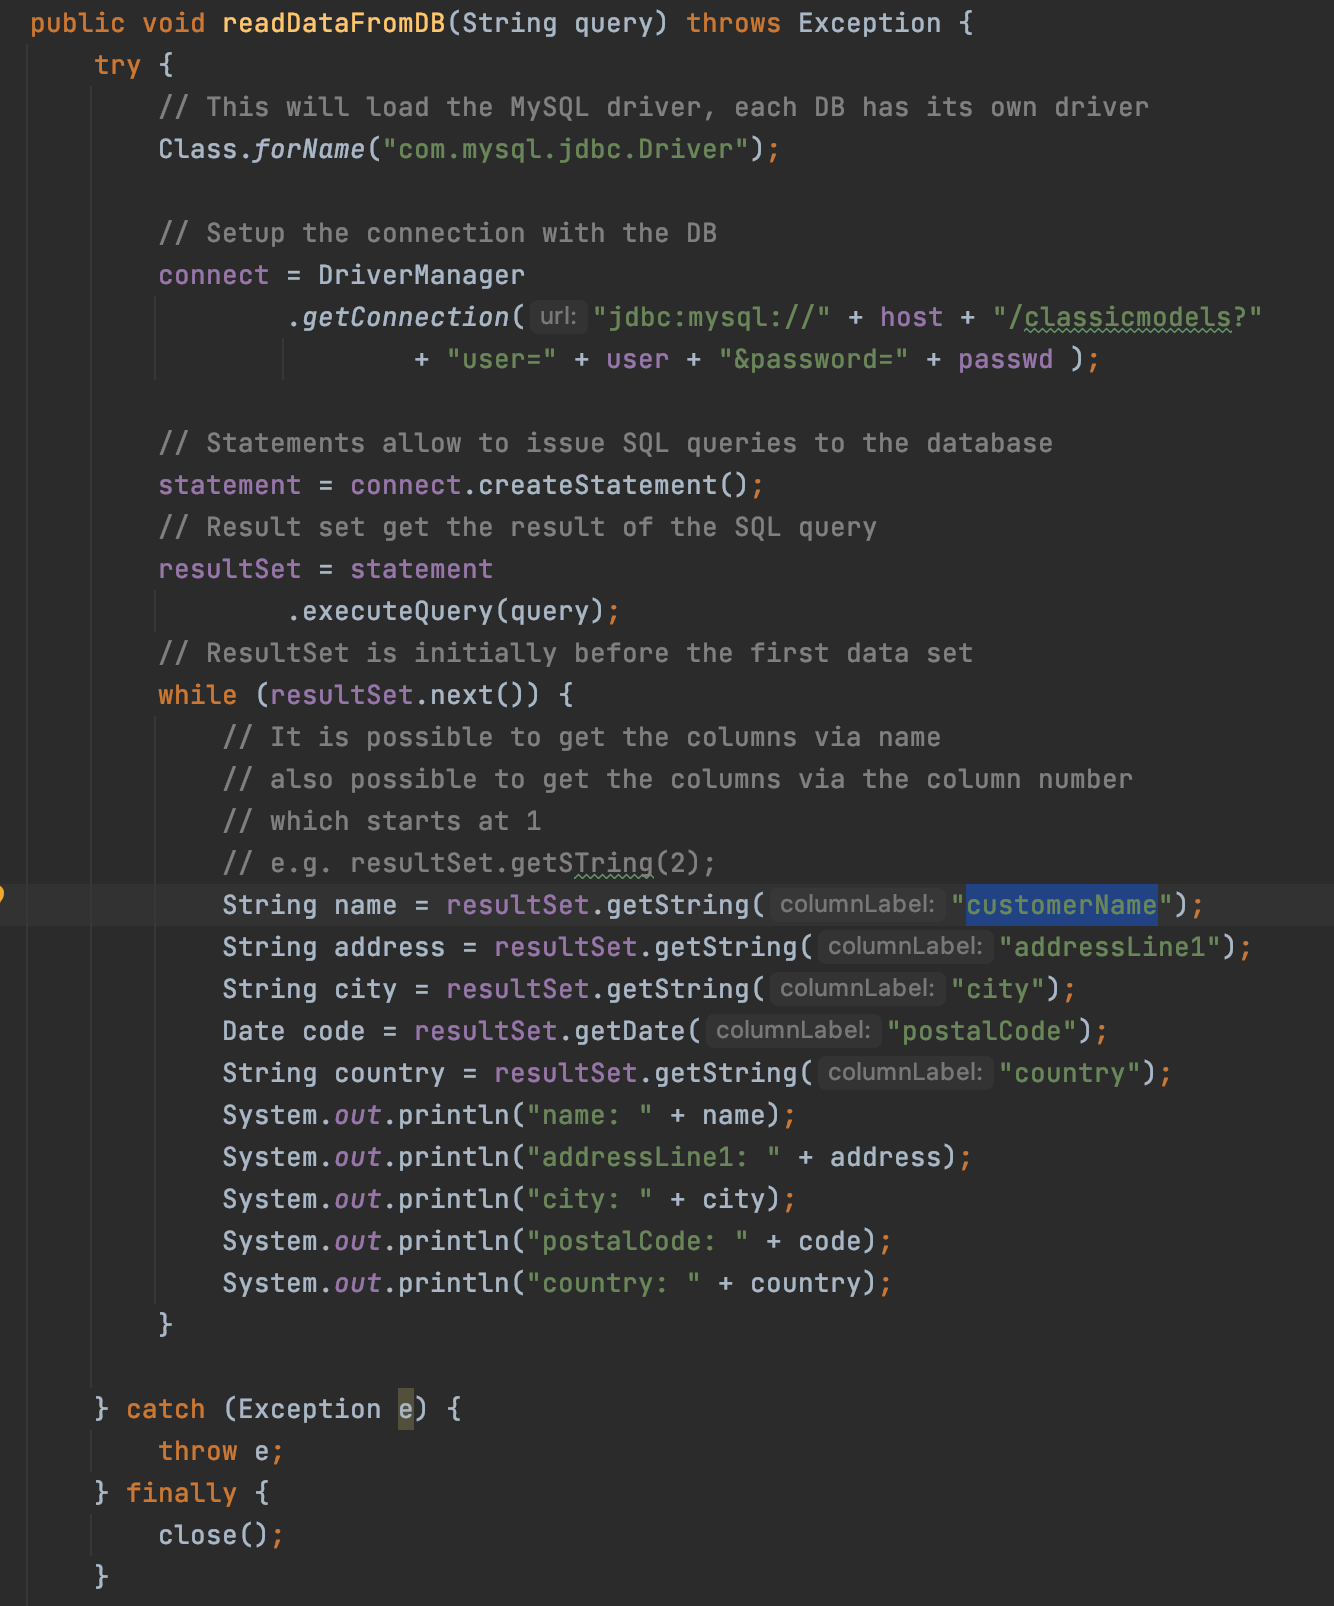 public void readDataFromDB(String query) throws Exception {
try {
// This will load the MySQL driver, each DB has its own driver
Class.forName("com.mysql.jdbc.Driver");
// Setup the connection with the DB
connect = DriverManager
.getConnection( url: "jdbc:mysql://" + host + "/classicmodels?"
+ "user=" + user + "&password=" + passwd );
// Statements allow to issue SQL queries to the database
statement = connect.createStatement();
// Result set get the result of the SQL query
resultSet = statement
.executeQuery(query);
// ResultSet is initially before the first data set
while (resultSet.next()) {
// It is possible to get the columns via name
// also possible to get the columns via the column number
// which starts at 1
// e.g. resultSet.getSTring(2);
String name = resultSet.getString( columnLabel: "customerName");
String address = resultSet.getString( columnLabel: "addressLine1");
String city = resultSet.getString( columnLabel: "city");
Date code = resultSet.getDate( columnLabel: "postalCode");
String country = resultSet.getString( columnLabel: "country");
System.out.println("name: " + name);
System.out.println("addressLine1: " + address);
System.out.println("city: " + city);
System.out.println("postalCode: " + code);
System.out.println("country: " + country);
}
} catch (Exception e) {
throw e;
} finally {
close();
}